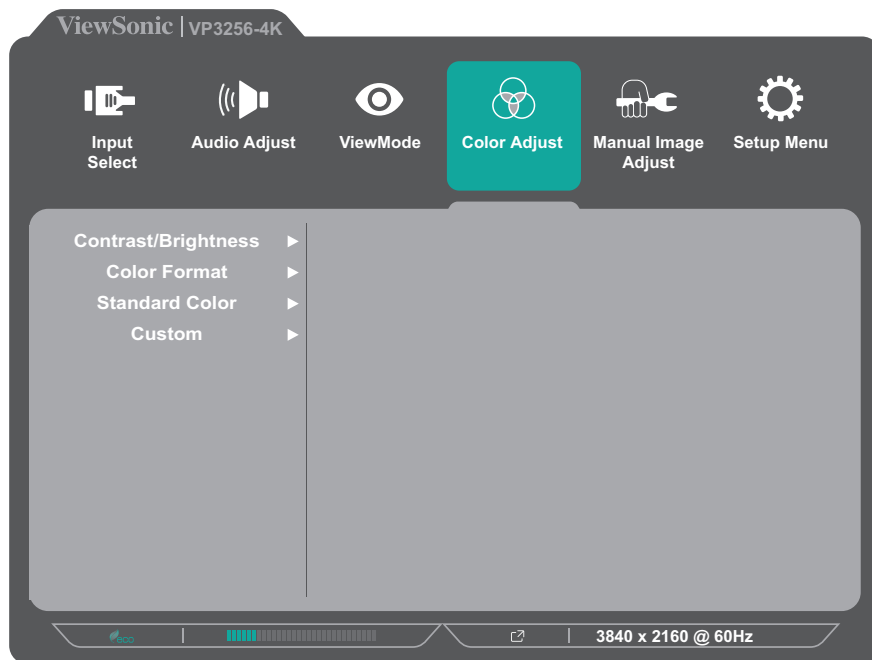 ViewSonic | VP3256-4K
Input
Select
Audio Adjust
ViewMode
Color Adjust
Manual Image
Adjust
Setup Menu
Contrast/Brightness
Color Format
Standard Color
Custom
eco
3840 x 2160 @ 60Hz